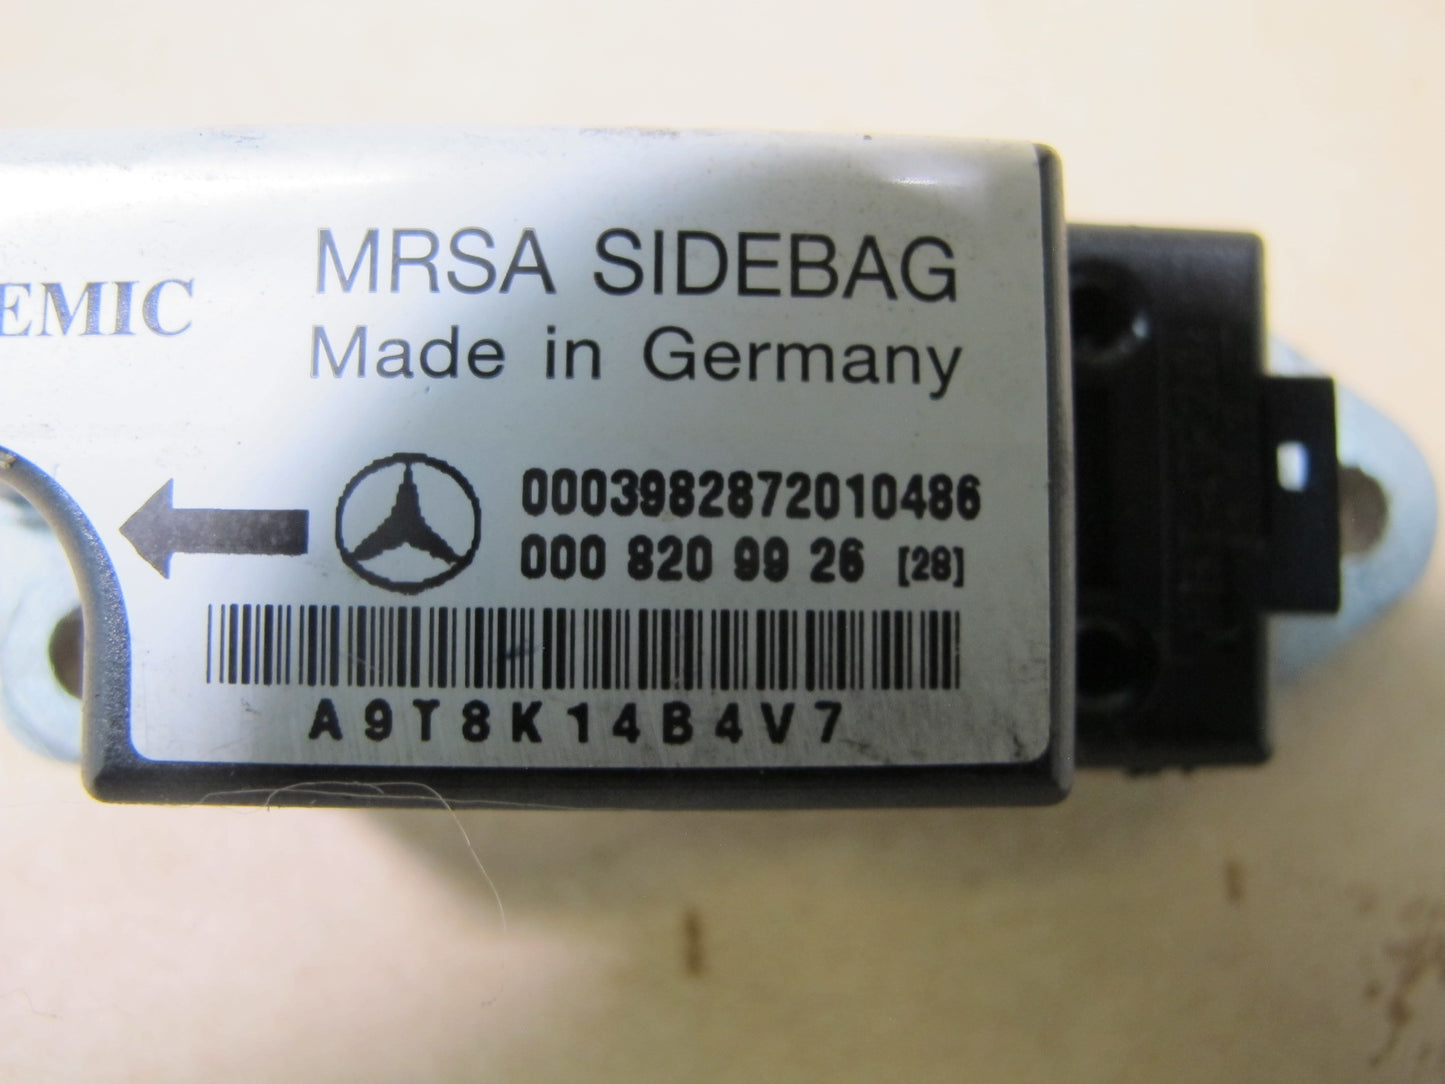 MRSA SIDEBAG
EMIC
Made in Germany
0003982872010486
000 820 99 26 [28]
A9T8K14B4V7